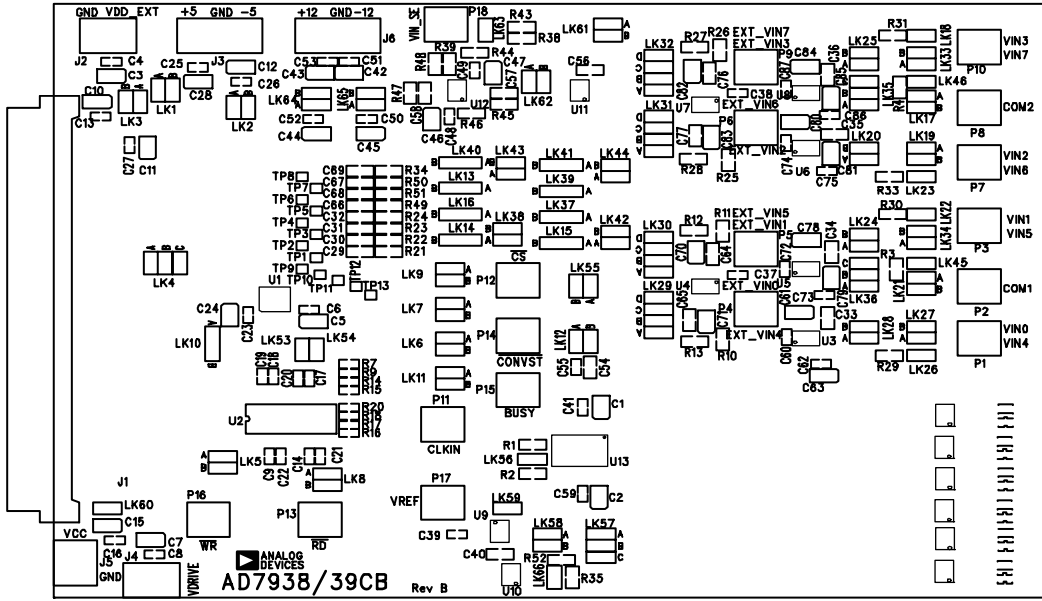 GND VDD_EXT
+5 GND -5
+12 GND-12
J2
J3
J6
C4
C3
C10
C13
LK3
LK1
C25
C28
C12
C26
LK2
C27
C11
C53
C51
C43
C42
LK64
LK65
C52
C50
C44
C45
P18
LK63
R43
R38
R39
R44
R48
C49
C47
C57
R47
U12
R45
R46
C46
C48
LK62
LK61
C56
U11
LK32
D
C
B
A
R27
R26
EXT_VIN7
EXT_VIN3
P9
C84
C36
C82
C76
C87
C85
C38
LK31
U7
EXT_VIN6
U8
P6
C80
C86
C35
C77
C83
EXT_VIN2
C74
U6
C81
R28
R25
C75
LK25
R31
LK18
LK33
LK35
LK46
R4
LK17
LK20
LK19
R33
LK23
VIN3
VIN7
P10
COM2
P8
VIN2
VIN6
P7
TP8
TP7
TP6
TP5
TP4
TP3
TP2
TP1
TP9
TP10
TP11
TP12
TP13
C69
C67
C68
C66
C32
C31
C30
C29
R34
R50
R51
R49
R24
R23
R22
R21
LK40
LK43
LK41
LK44
LK13
LK39
LK16
LK37
LK14
LK38
LK15
LK42
LK4
U1
LK9
P12
CS
LK55
LK7
P14
LK12
LK6
CONVST
LK11
P15
BUSY
C55
C54
C24
C23
C6
C5
LK10
LK53
LK54
C19
C18
C20
C17
R7
R9
R14
R15
U2
R20
R18
R17
R16
P11
CLKIN
C41
C1
LK30
R12
R11
EXT_VIN5
P5
C78
C34
C70
C64
C72
C37
LK29
U4
EXT_VIN0
U5
C61
C79
P4
C73
C65
C71
EXT_VIN4
C33
R13
R10
C60
U3
C62
C63
LK24
R30
LK22
LK34
R3
LK45
LK36
LK21
LK28
LK27
R29
LK26
VIN1
VIN5
P3
COM1
P2
VIN0
VIN4
P1
LK5
C9
C22
C14
C21
LK8
R1
LK56
R2
U13
C59
C2
J1
LK60
C15
C16
C7
C8
P16
WR
P13
RD
P17
VREF
C39
LK59
U9
C40
LK58
LK57
R52
LK66
R35
U10
VCC
J5
GND
J4
VDRIVE
ANALOG
DEVICES
AD7938/39CB
Rev B